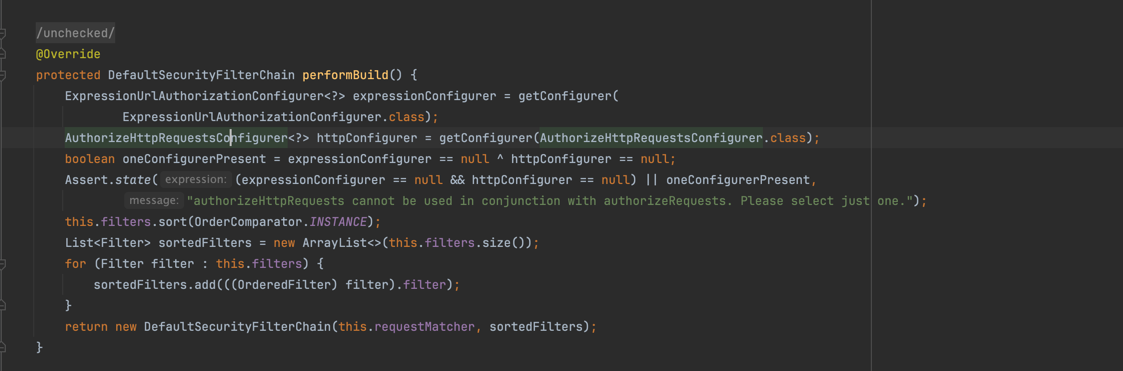 /unchecked/
@Override
protected DefaultSecurityFilterChain performBuild() {
ExpressionUrlAuthorizationConfigurer<?> expressionConfigurer = getConfigurer(
ExpressionUrlAuthorizationConfigurer.class);
AuthorizeHttpRequestsConfigurer<?> httpConfigurer = getConfigurer(AuthorizeHttpRequestsConfigurer.class);
boolean oneConfigurerPresent = expressionConfigurer == null ^ httpConfigurer == null;
Assert.state( expression: (expressionConfigurer == null && httpConfigurer == null) || oneConfigurerPresent,
message: "authorizeHttpRequests cannot be used in conjunction with authorizeRequests. Please select just one.");
this.filters.sort(OrderComparator.INSTANCE);
List<Filter> sortedFilters = new ArrayList<>(this.filters.size());
for (Filter filter : this.filters) {
sortedFilters.add(((OrderedFilter) filter).filter);
}
return new DefaultSecurityFilterChain(this.requestMatcher, sortedFilters);
}